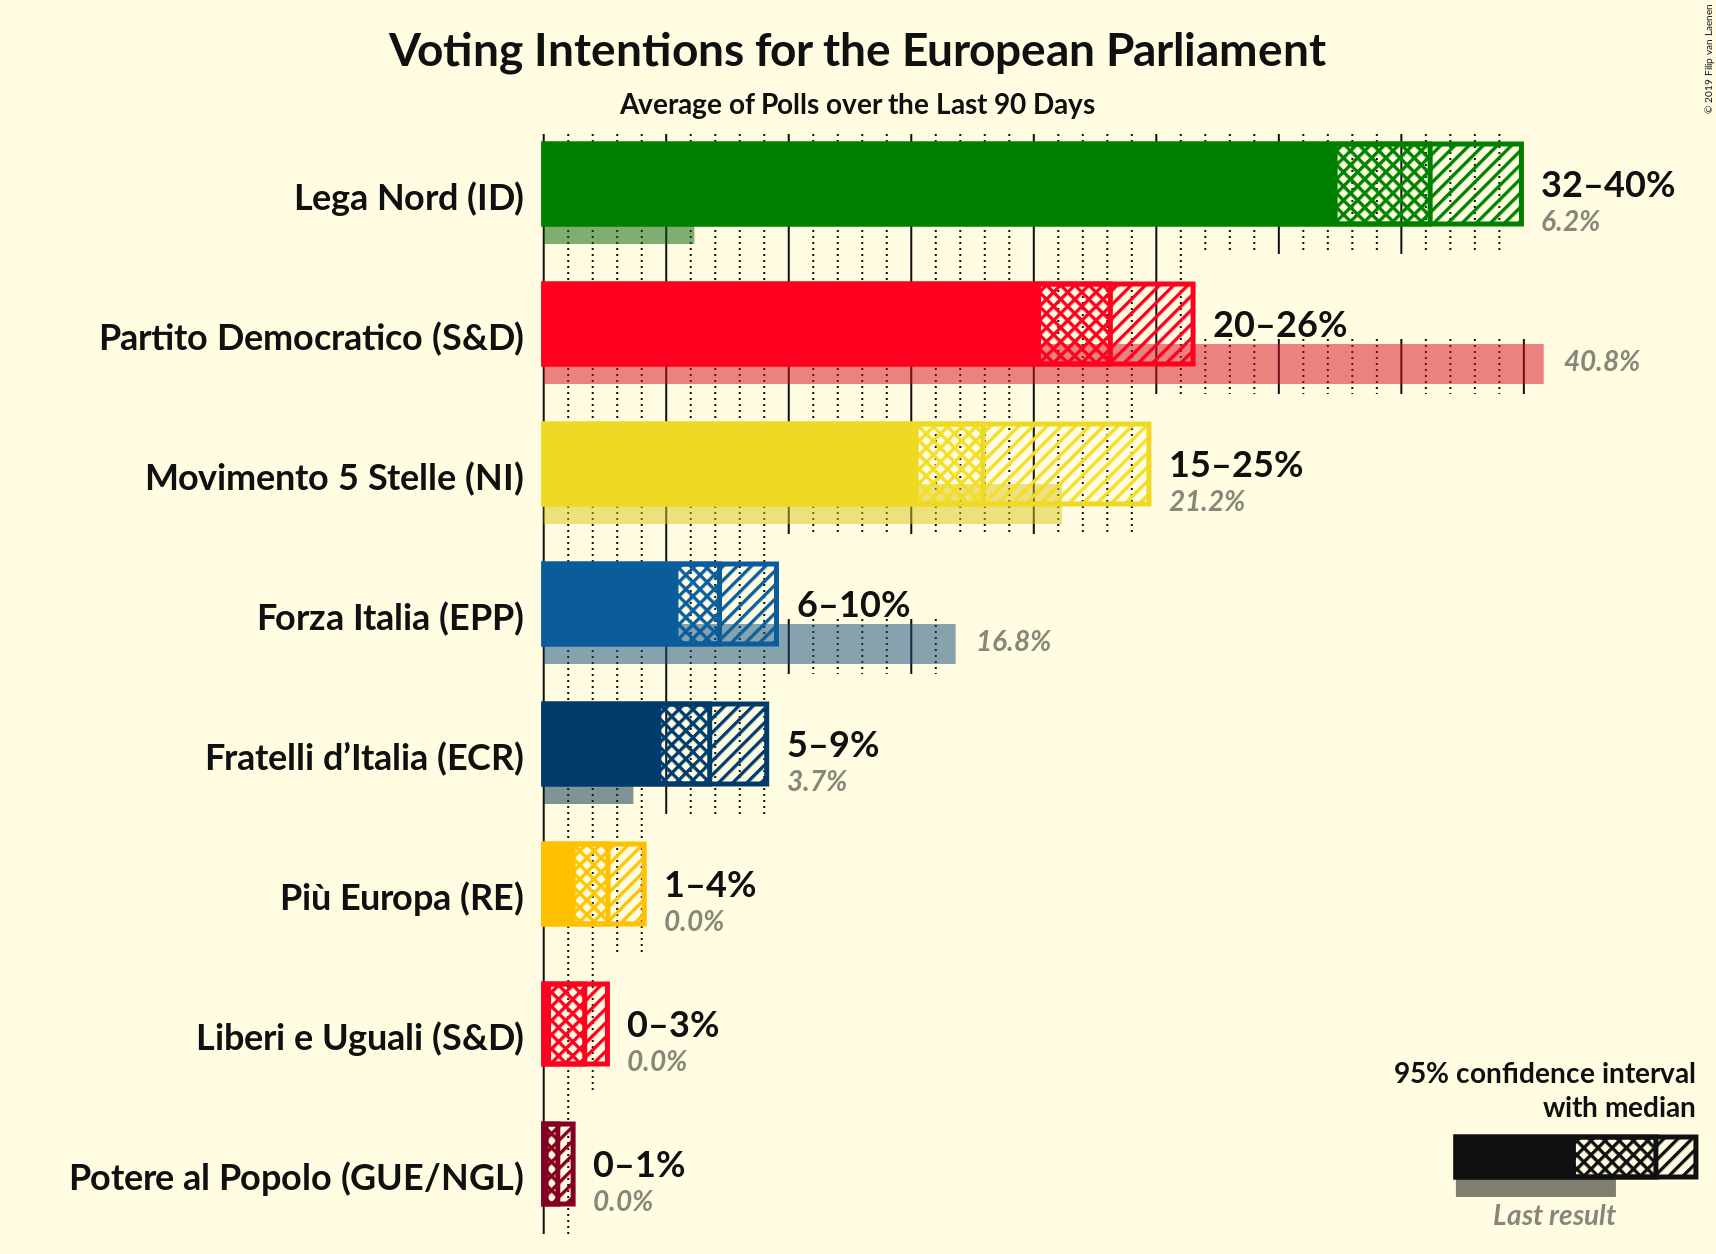 Voting Intentions for the European Parliament
Average of Polls over the Last 90 Days
© 2019 Filip van Laenen
Lega Nord (ID)
32–40%
6.2%
Partito Democratico (S&D)
20–26%
40.8%
Movimento 5 Stelle (NI)
15–25%
21.2%
Forza Italia (EPP)
6–10%
16.8%
Fratelli d’Italia (ECR)
5–9%
3.7%
Più Europa (RE)
1–4%
0.0%
Liberi e Uguali (S&D)
0–3%
0.0%
Potere al Popolo (GUE/NGL)
0–1%
0.0%
95% confidence interval
with median
Last result